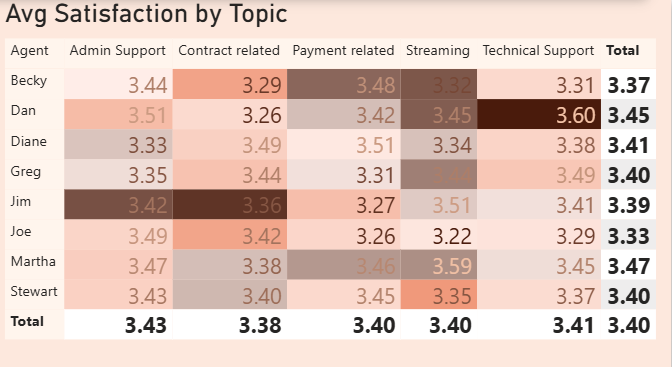 Avg Satisfaction by Topic
Agent Admin Support Contract related Payment related Streaming Technical Support Total
Becky 3.44 3.29 3.48 3.32 3.31 3.37
Dan 3.51 3.26 3.42 3.45 3.60 3.45
Diane 3.33 3.49 3.51 3.34 3.38 3.41
Greg 3.35 3.44 3.31 3.49 3.40
Jim 3.42 3.36 3.27 3.51 3.41 3.39
Joe 3.49 3.42 3.26 3.22 3.29 3.33
Martha 3.47 3.38 3.46 3.59 3.45 3.47
Stewart 3.43 3.40 3.45 3.35 3.37 3.40
Total 3.43 3.38 3.40 3.40 3.41 3.40